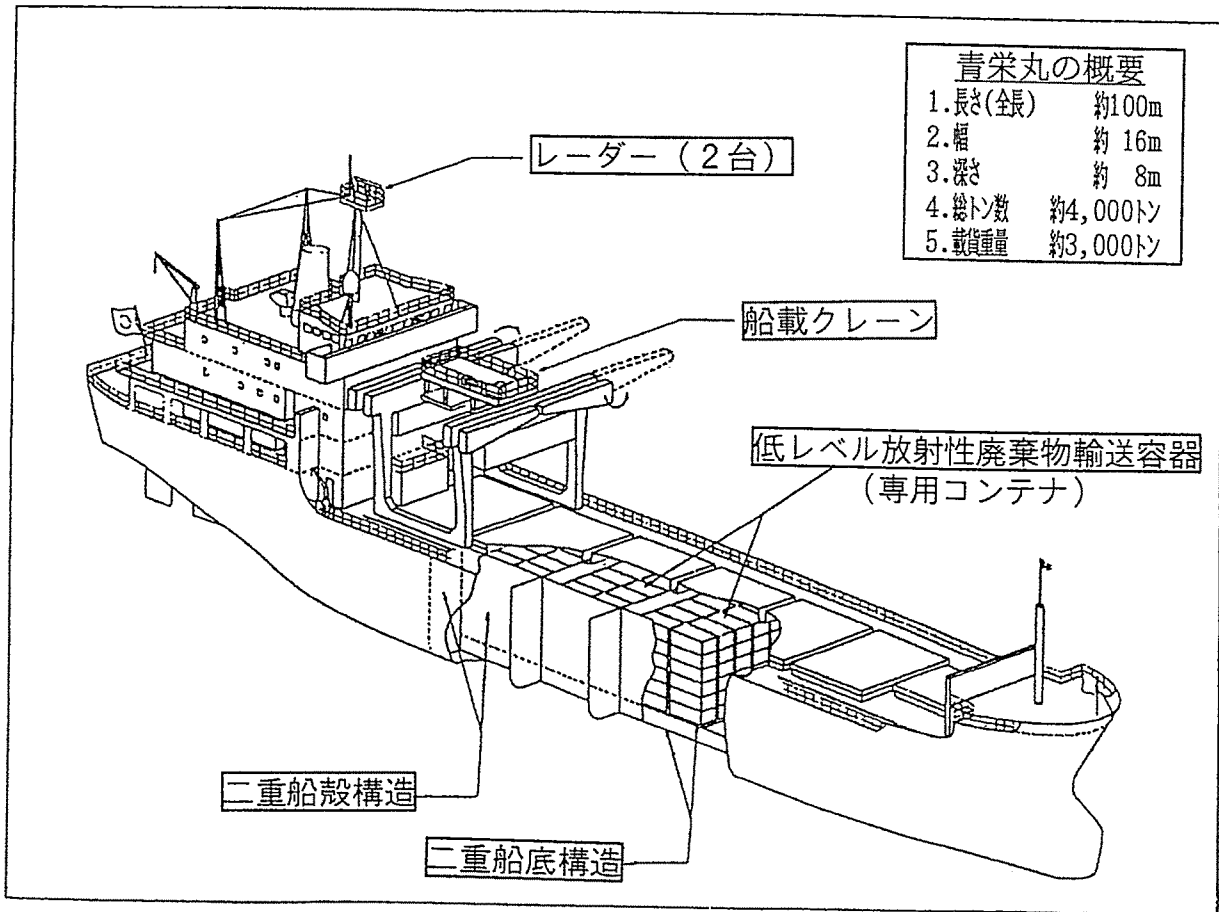 青栄丸の概要
1.長さ(全長) 約100m
2.幅 約 16m
3.深さ 約 8m
4.総トン数 約4,000トン
5.載貨重量 約3,000トン
レーダー（2台）
船載クレーン
低レベル放射性廃棄物輸送容器
（専用コンテナ）
二重船殻構造
二重船底構造